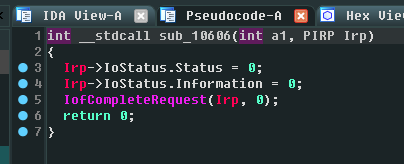 IDA View-A Pseudocode-A Hex Vie
1 int __stdcall sub_10606(int a1, PIRP Irp)
2 {
3 Irp->IoStatus.Status = 0;
4 Irp->IoStatus.Information = 0;
5 IofCompleteRequest(Irp, 0);
6 return 0;
7 }